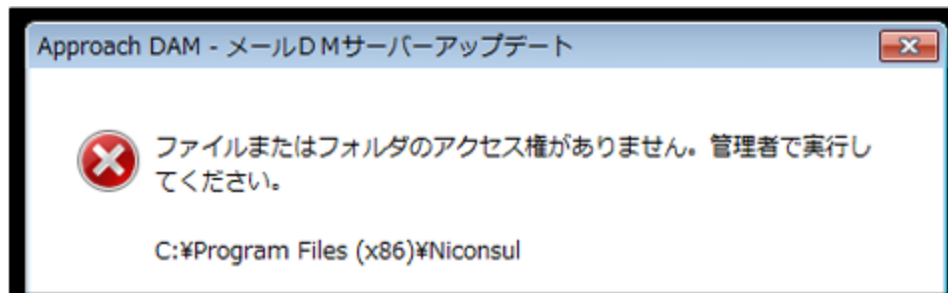 Approach DAM - メールＤＭサーバーアップデート
ファイルまたはフォルダのアクセス権がありません。管理者で実行し
てください。
C:¥Program Files (x86)¥Niconsul